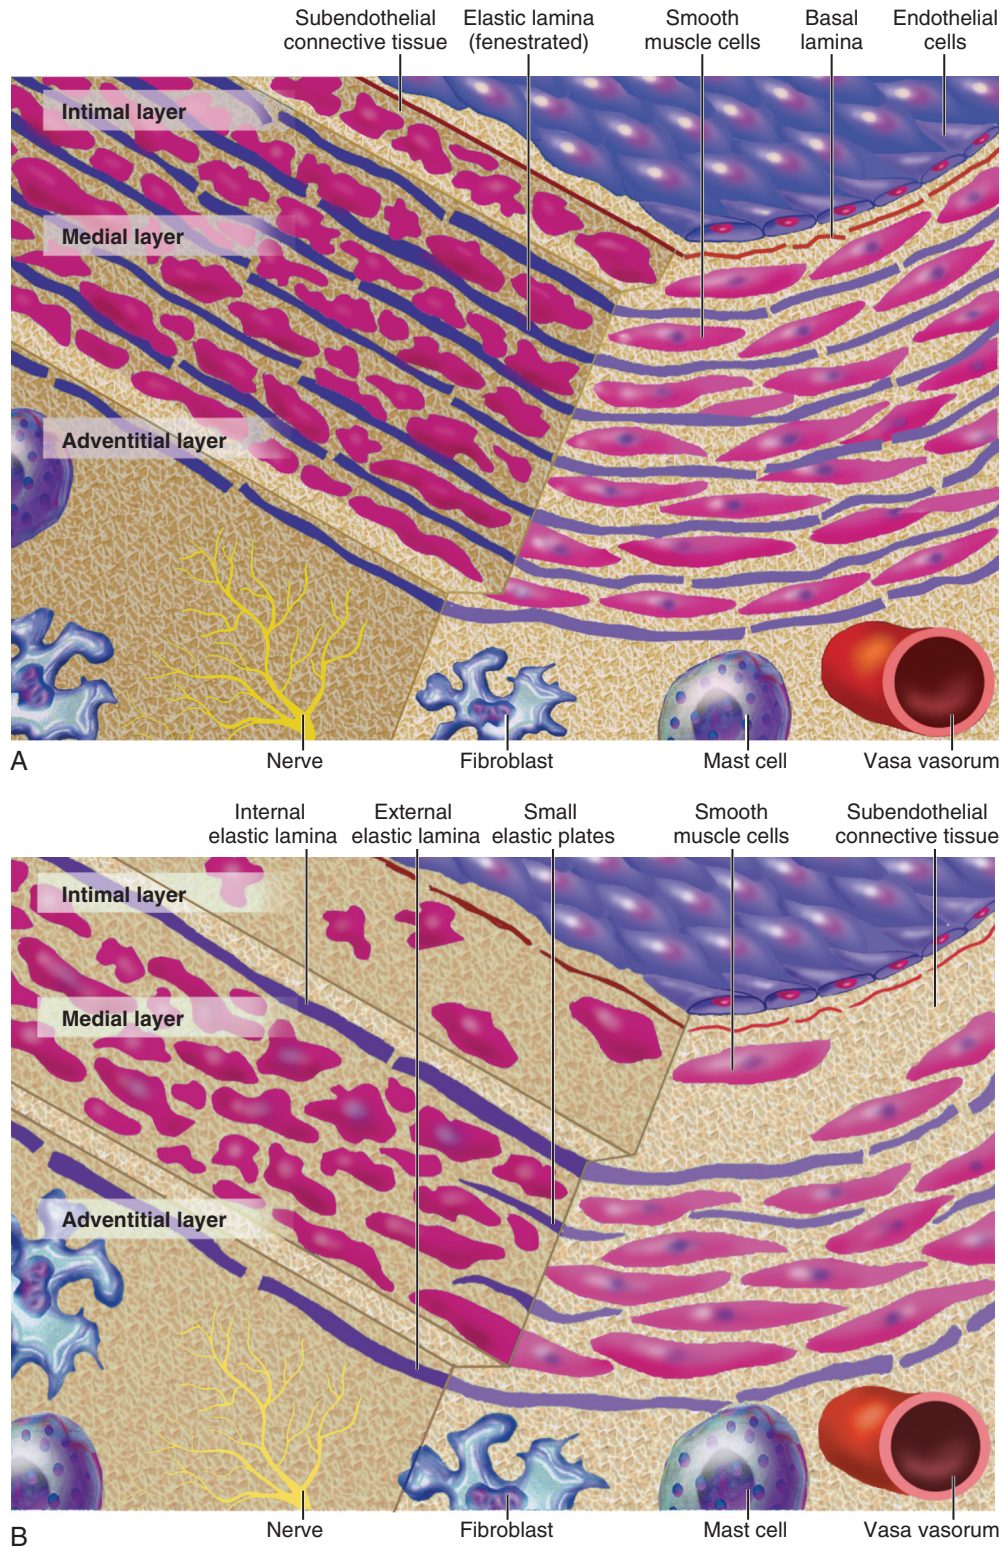 Subendothelial
connective tissue
Elastic lamina
(fenestrated)
Smooth
muscle cells
Basal
lamina
Endothelial
cells
Intimal layer
Medial layer
Adventitial layer
A
Nerve
Fibroblast
Mast cell
Vasa vasorum
Internal
elastic lamina
External
elastic lamina
Small
elastic plates
Smooth
muscle cells
Subendothelial
connective tissue
Intimal layer
Medial layer
Adventitial layer
B
Nerve
Fibroblast
Mast cell
Vasa vasorum